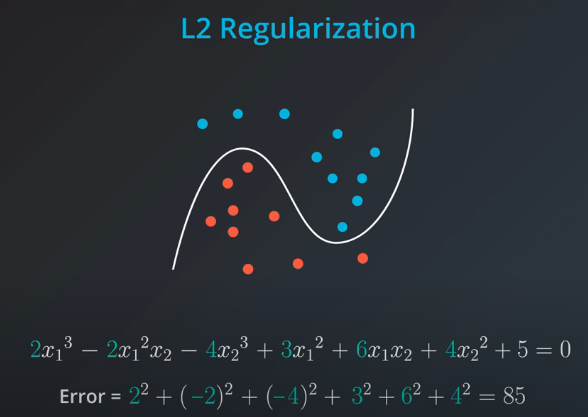 L2 Regularization
2x₁³ − 2x₁²x₂ − 4x₂³ + 3x₁² + 6x₁x₂ + 4x₂² + 5 = 0
Error = 2² + (−2)² + (−4)² + 3² + 6² + 4² = 85